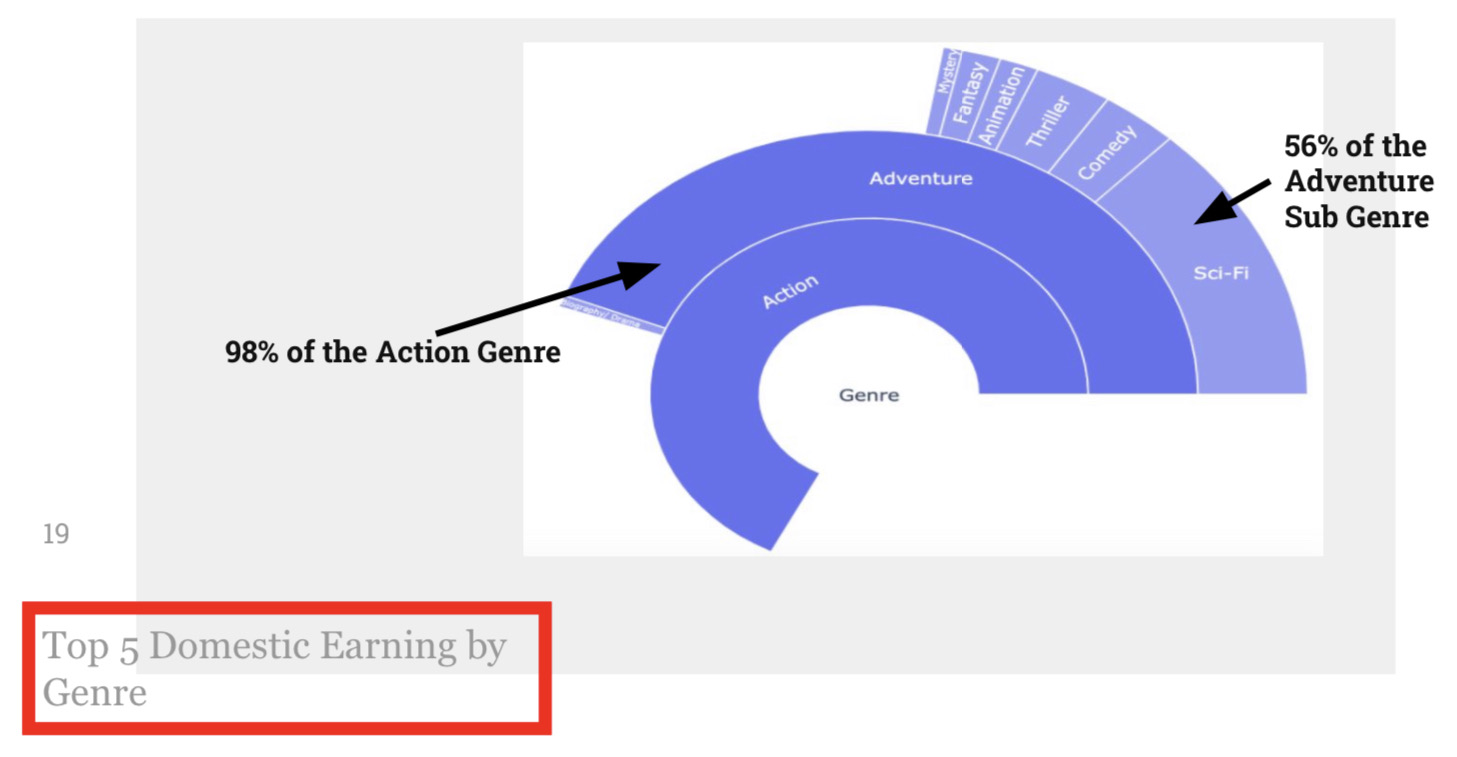 Mystery
Fantasy
Animation
Thriller
Comedy
Sci-Fi
56% of the
Adventure
Sub Genre
Adventure
Action
Biography/ Drama
98% of the Action Genre
Genre
19
Top 5 Domestic Earning by
Genre